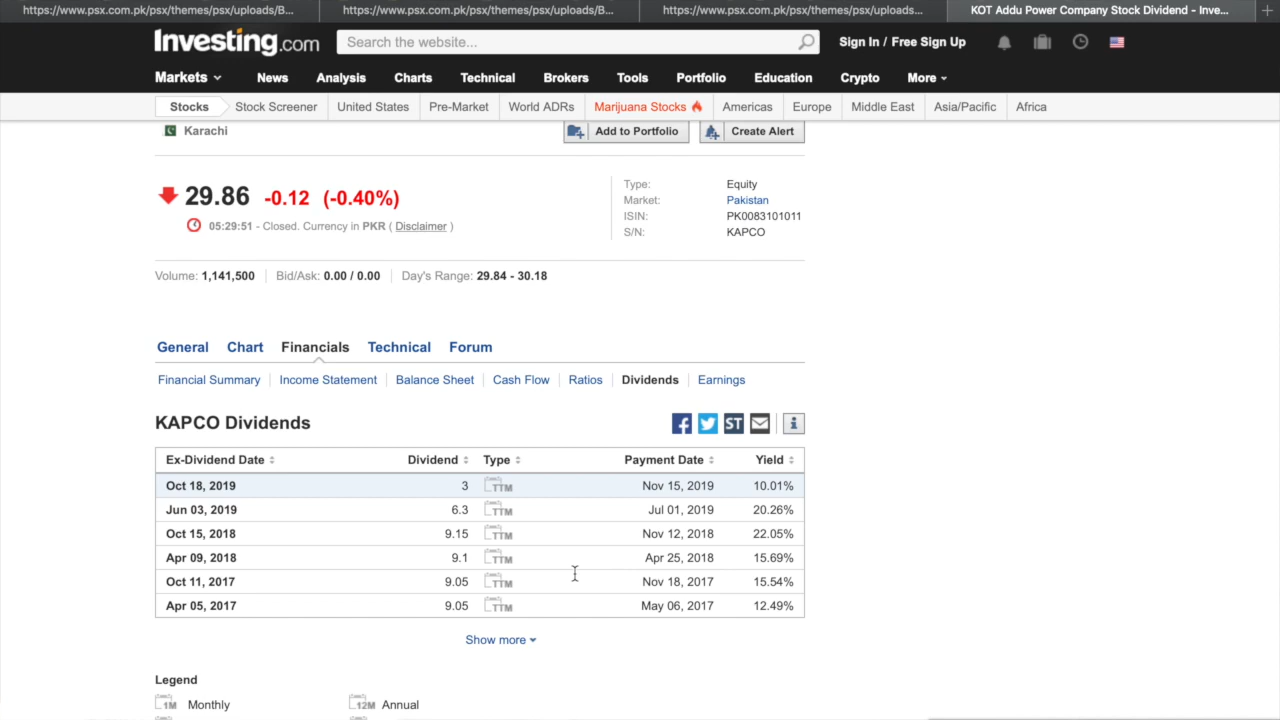 https://www.psx.com.pk/psx/themes/psx/uploads/B... https://www.psx.com.pk/psx/themes/psx/uploads/B... https://www.psx.com.pk/psx/themes/psx/uploads... KOT Addu Power Company Stock Dividend - Inve... +
Investing.com Search the website... Sign In / Free Sign Up
Markets News Analysis Charts Technical Brokers Tools Portfolio Education Crypto More
Stocks Stock Screener United States Pre-Market World ADRs Marijuana Stocks Americas Europe Middle East Asia/Pacific Africa
Karachi Add to Portfolio Create Alert
29.86 -0.12 (-0.40%)
05:29:51 - Closed. Currency in PKR ( Disclaimer )
Type: Equity
Market: Pakistan
ISIN: PK0083101011
S/N: KAPCO
Volume: 1,141,500 Bid/Ask: 0.00 / 0.00 Day's Range: 29.84 - 30.18
General Chart Financials Technical Forum
Financial Summary Income Statement Balance Sheet Cash Flow Ratios Dividends Earnings
KAPCO Dividends ST i
Ex-Dividend Date Dividend Type Payment Date Yield
Oct 18, 2019 3 TTM Nov 15, 2019 10.01%
Jun 03, 2019 6.3 TTM Jul 01, 2019 20.26%
Oct 15, 2018 9.15 TTM Nov 12, 2018 22.05%
Apr 09, 2018 9.1 TTM Apr 25, 2018 15.69%
Oct 11, 2017 9.05 TTM Nov 18, 2017 15.54%
Apr 05, 2017 9.05 TTM May 06, 2017 12.49%
Show more
Legend
1M Monthly 12M Annual